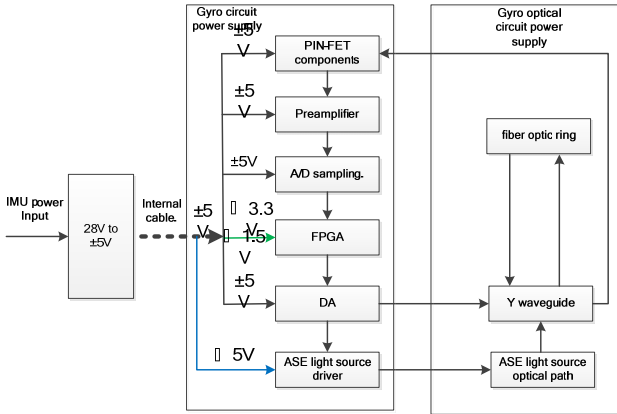 Gyro circuit
power supply
Gyro optical
circuit power
supply
±5
V
PIN-FET
components
±5
V
Preamplifier
fiber optic ring
±5V
A/D sampling.
IMU power
Input
28V to
±5V
Internal
cable.
±5
V
3.3
V
1.5
V
FPGA
±5
V
DA
Y waveguide
5V
ASE light source
driver
ASE light source
optical path